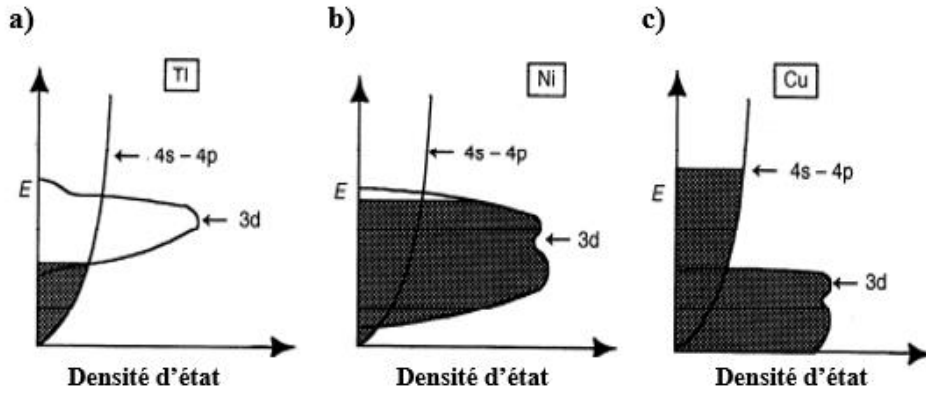 a)
b)
c)
TI
Ni
Cu
4s – 4p
4s – 4p
4s – 4p
E
E
E
3d
3d
3d
Densité d’état
Densité d’état
Densité d’état